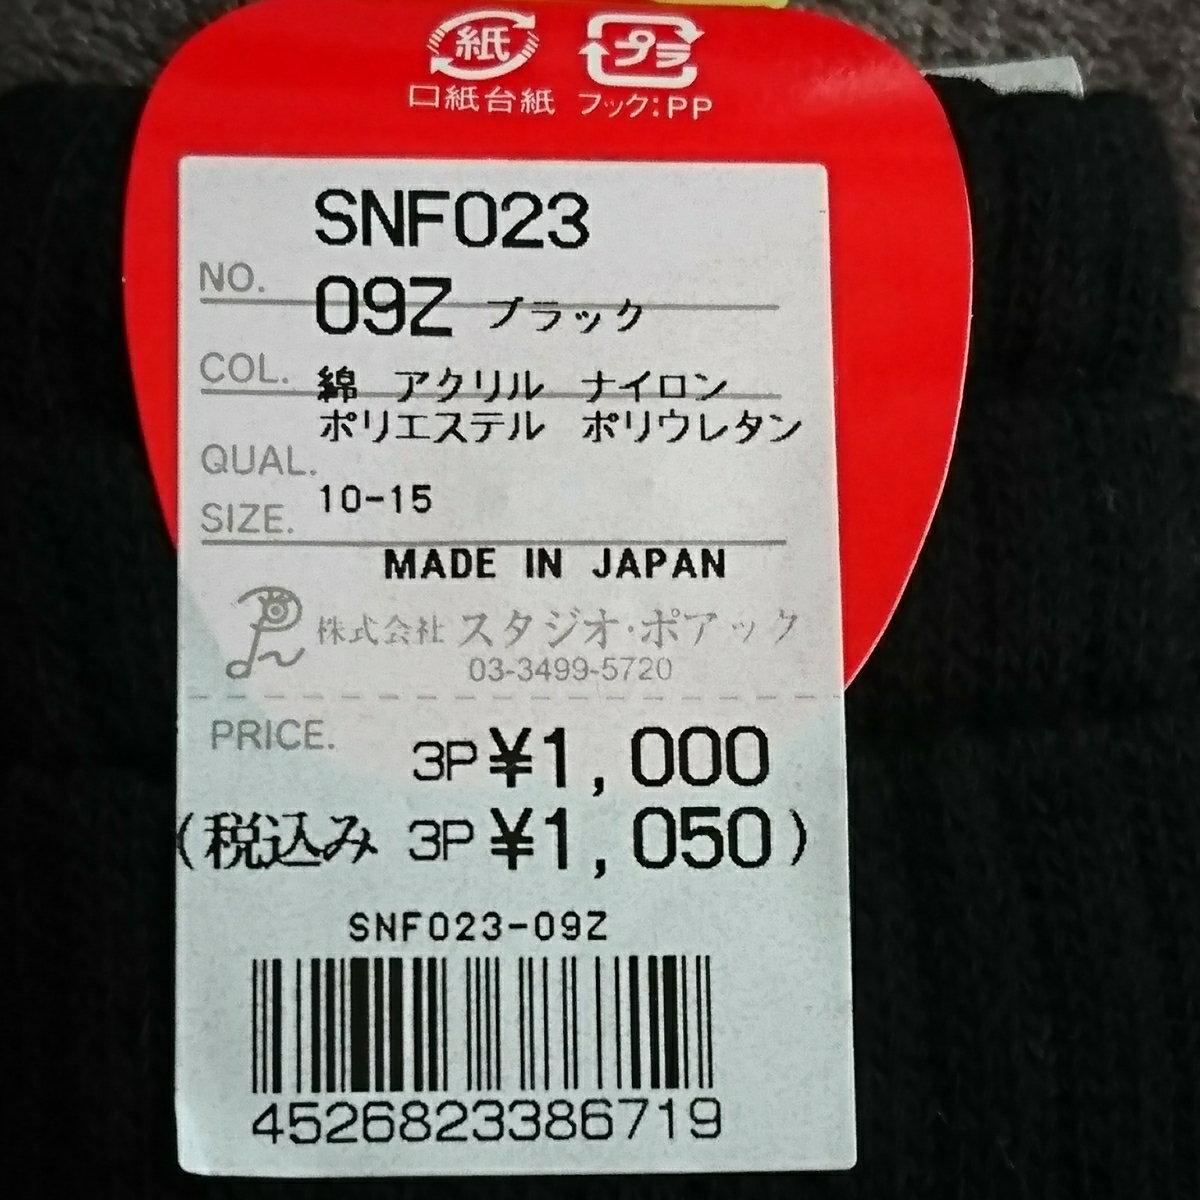 紙 プラ
口紙台紙 フック:PP
SNF023
NO.
09Z ブラック
COL.
綿 アクリル ナイロン
ポリエステル ポリウレタン
QUAL.
10-15
SIZE.
MADE IN JAPAN
株式会社 スタジオ・ポアック
03-3499-5720
PRICE.
3P¥1,000
(税込み 3P¥1,050)
SNF023-09Z
4526823386719